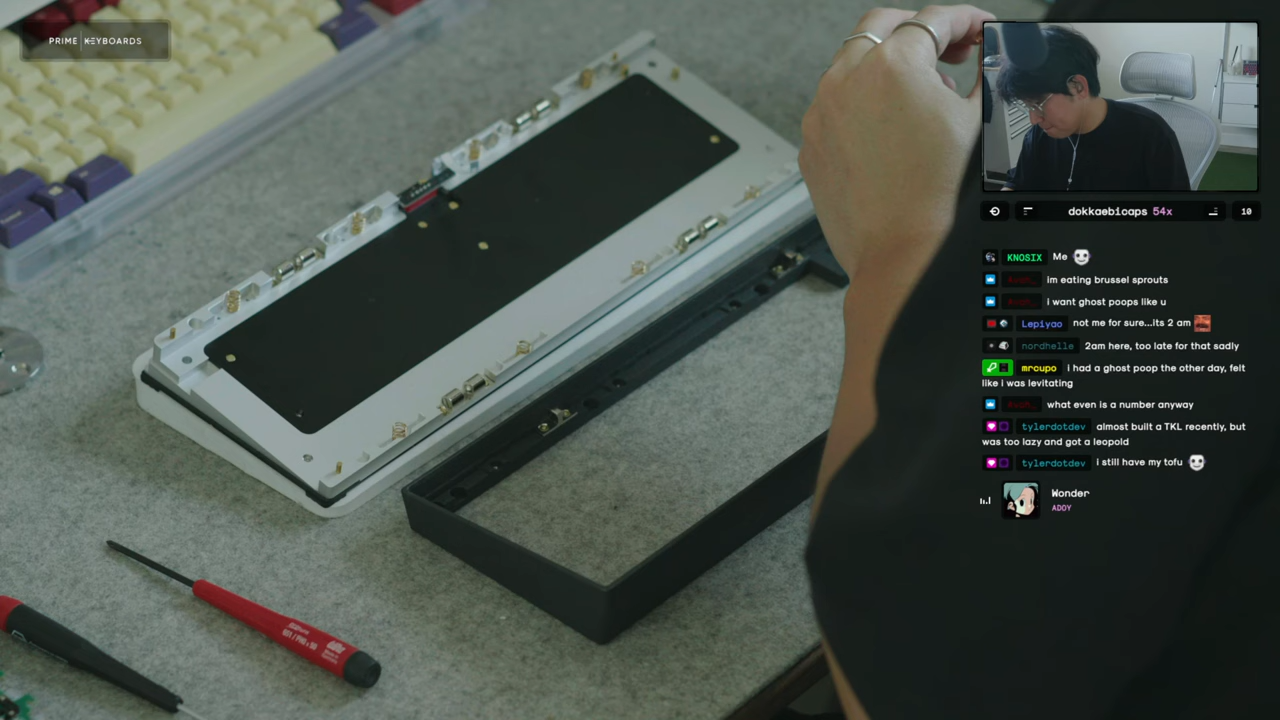 PRIME KEYBOARDS
dokkaebicaps 54x
10
KNOSIX Me
im eating brussel sprouts
i want ghost poops like u
Lepiyao not me for sure...its 2 am
nordhelle 2am here, too late for that sadly
mrcupo i had a ghost poop the other day, felt
like i was levitating
what even is a number anyway
tylerdotdev almost built a TKL recently, but
was too lazy and got a leopold
tylerdotdev i still have my tofu
Wonder
ADDY